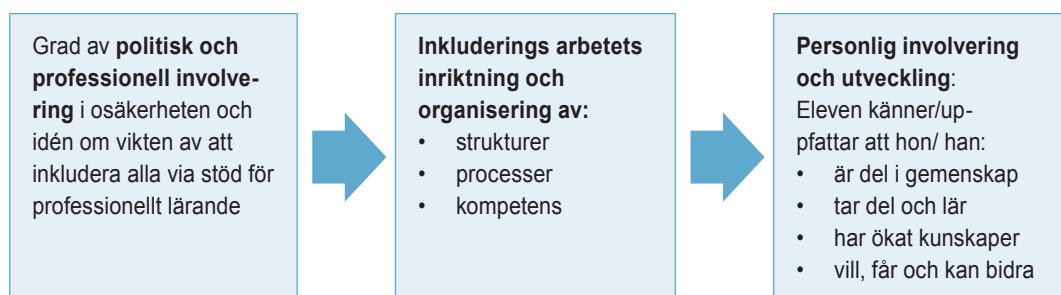 Grad av politisk och
professionell involve-
ring i osäkerheten och
idén om vikten av att
inkludera alla via stöd för
professionellt lärande
Inkluderings arbetets
inriktning och
organisering av:
• strukturer
• processer
• kompetens
Personlig involvering
och utveckling:
Eleven känner/up-
pfattar att hon/ han:
• är del i gemenskap
• tar del och lär
• har ökat kunskaper
• vill, får och kan bidra